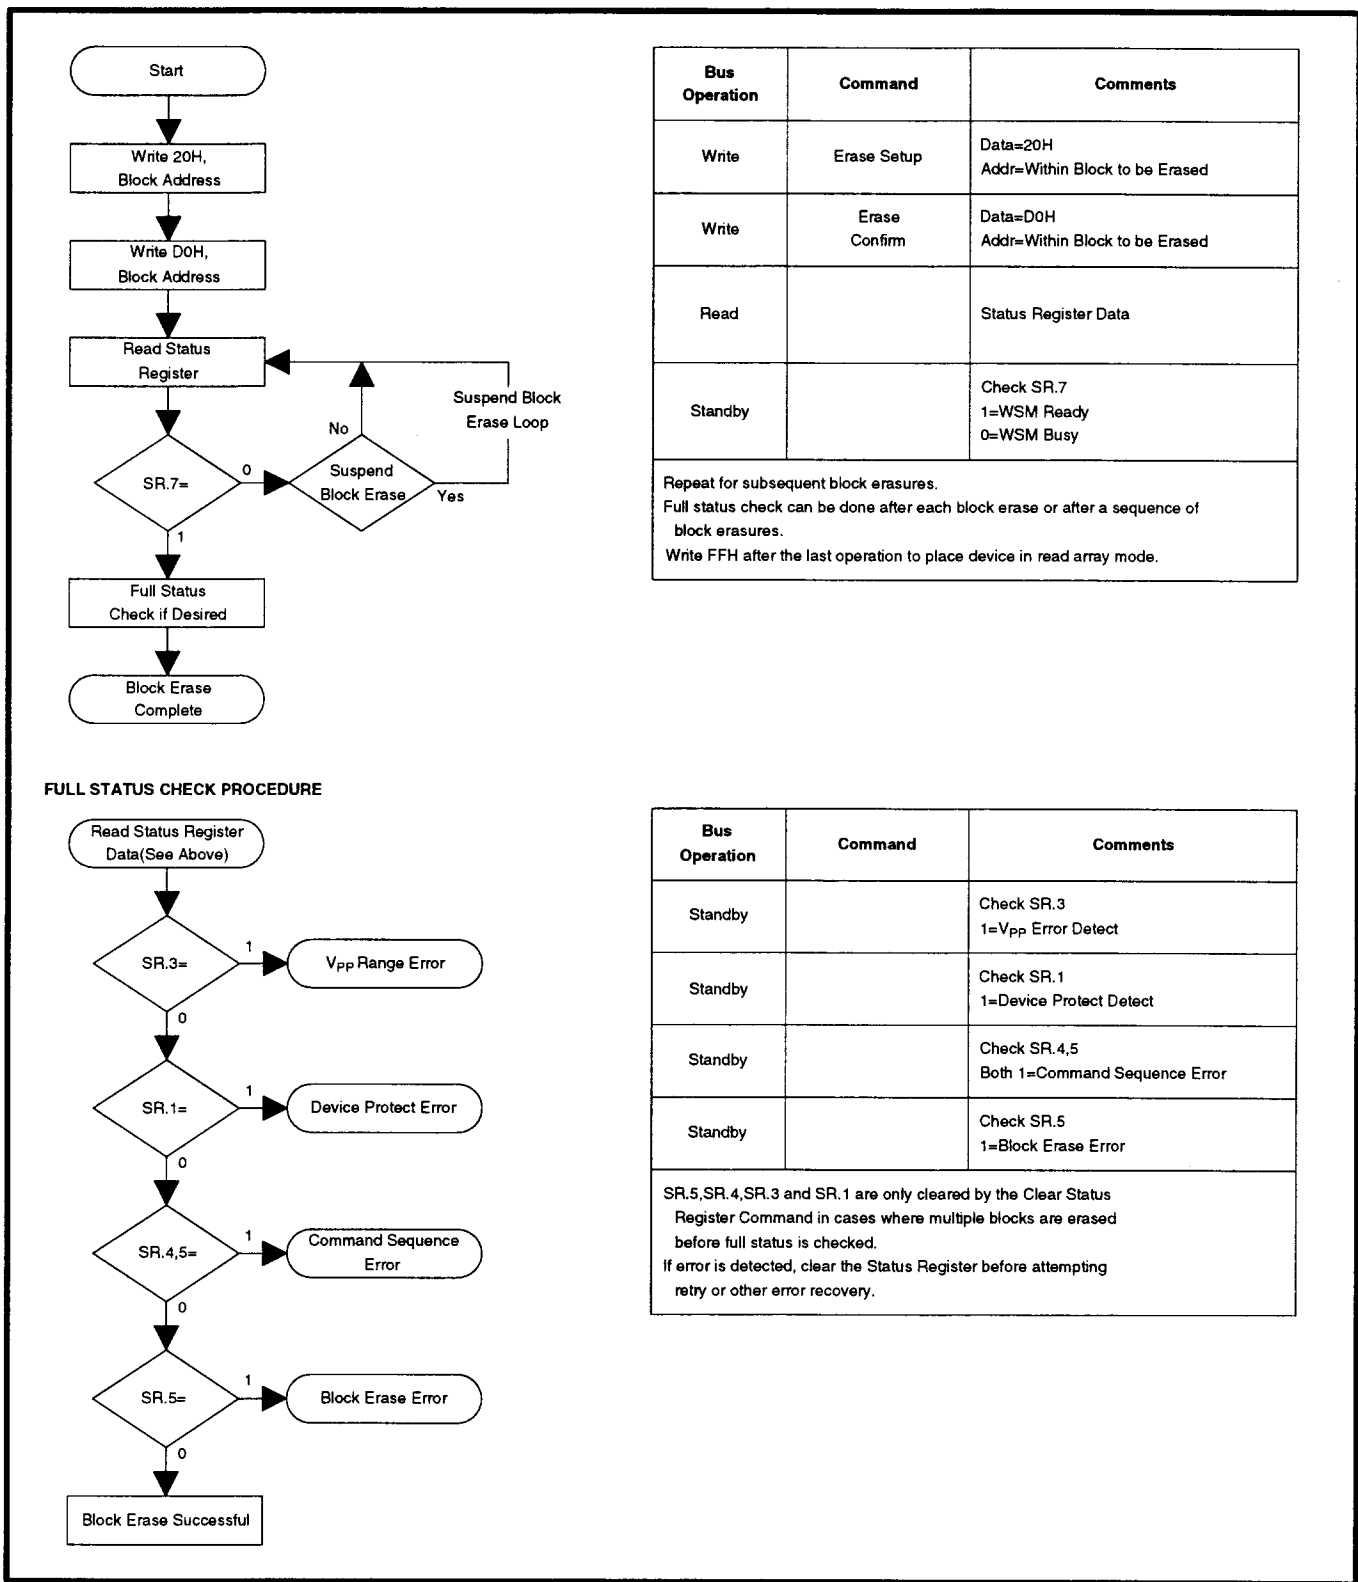 Start
Write 20H,
Block Address
Write D0H,
Block Address
Read Status
Register
Suspend Block
Erase Loop
No
SR.7=
0
Suspend
Block Erase
Yes
1
Full Status
Check if Desired
Block Erase
Complete
Bus
Operation
Command
Comments
Write
Erase Setup
Data=20H
Addr=Within Block to be Erased
Write
Erase
Confirm
Data=D0H
Addr=Within Block to be Erased
Read
Status Register Data
Standby
Check SR.7
1=WSM Ready
0=WSM Busy
Repeat for subsequent block erasures.
Full status check can be done after each block erase or after a sequence of
block erasures.
Write FFH after the last operation to place device in read array mode.
FULL STATUS CHECK PROCEDURE
Read Status Register
Data(See Above)
SR.3=
1
VPP Range Error
0
SR.1=
1
Device Protect Error
0
SR.4,5=
1
Command Sequence
Error
0
SR.5=
1
Block Erase Error
0
Block Erase Successful
Bus
Operation
Command
Comments
Standby
Check SR.3
1=VPP Error Detect
Standby
Check SR.1
1=Device Protect Detect
Standby
Check SR.4,5
Both 1=Command Sequence Error
Standby
Check SR.5
1=Block Erase Error
SR.5,SR.4,SR.3 and SR.1 are only cleared by the Clear Status
Register Command in cases where multiple blocks are erased
before full status is checked.
If error is detected, clear the Status Register before attempting
retry or other error recovery.